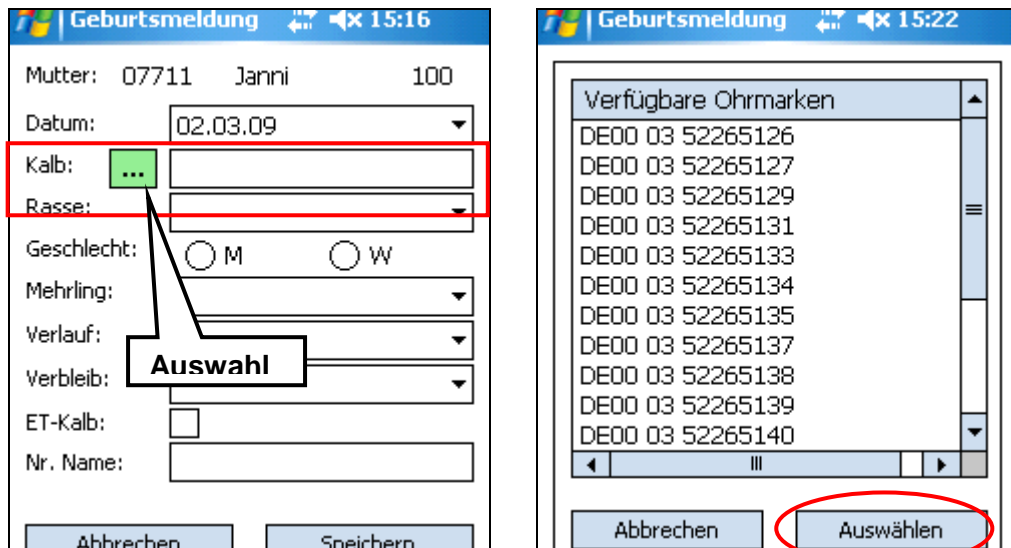 Geburtsmeldung 15:16
Mutter: 07711 Janni 100
Datum: 02.03.09
Kalb: ...
Rasse:
Geschlecht: M W
Mehrling:
Verlauf:
Auswahl
Verbleib:
ET-Kalb:
Nr. Name:
Abbrechen Speichern
Geburtsmeldung 15:22
Verfügbare Ohrmarken
DE00 03 52265126
DE00 03 52265127
DE00 03 52265129
DE00 03 52265131
DE00 03 52265133
DE00 03 52265134
DE00 03 52265135
DE00 03 52265137
DE00 03 52265138
DE00 03 52265139
DE00 03 52265140
Abbrechen Auswählen